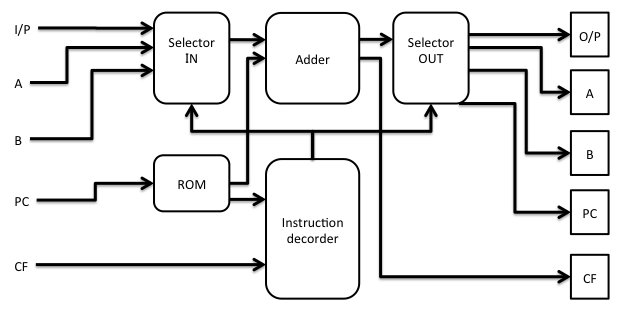 I/P
Selector
IN
Adder
Selector
OUT
O/P
A
A
B
B
PC
ROM
Instruction
decorder
PC
CF
CF